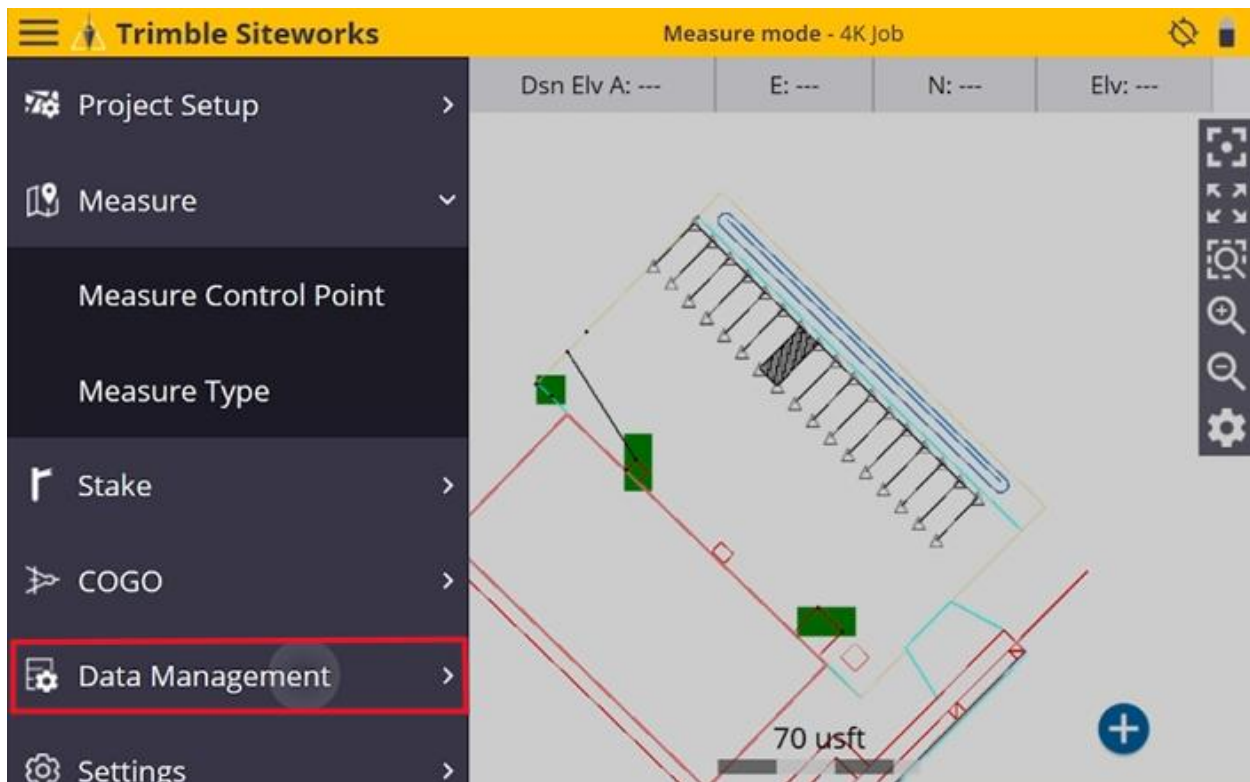 Trimble Siteworks
Measure mode - 4K Job
Project Setup
Measure
Measure Control Point
Measure Type
Stake
COGO
Data Management
Settings
Dsn Elv A: ---
E: ---
N: ---
Elv: ---
70 usft